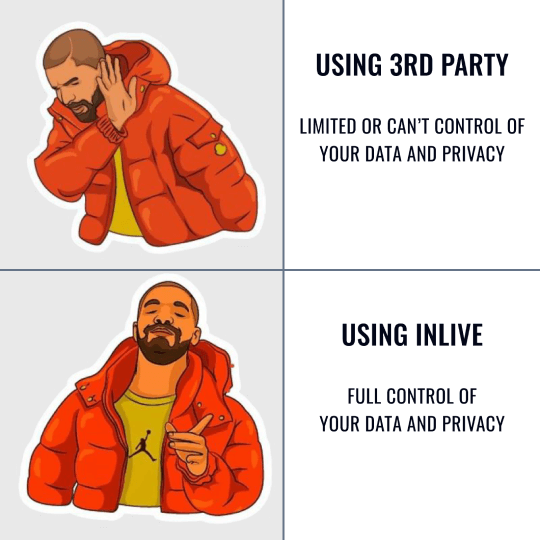 USING 3RD PARTY
LIMITED OR CAN'T CONTROL OF
YOUR DATA AND PRIVACY
USING INLIVE
FULL CONTROL OF
YOUR DATA AND PRIVACY